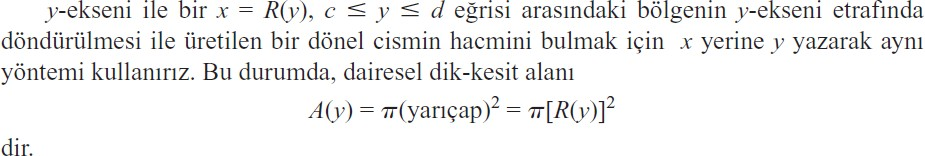 y-ekseni ile bir x = R(y), c ≤ y ≤ d eğrisi arasındaki bölgenin y-ekseni etrafında
döndürülmesi ile üretilen bir dönel cismin hacmini bulmak için x yerine y yazarak aynı
yöntemi kullanırız. Bu durumda, dairesel dik-kesit alanı
A(y) = π(yarıçap)² = π[R(y)]²
dir.